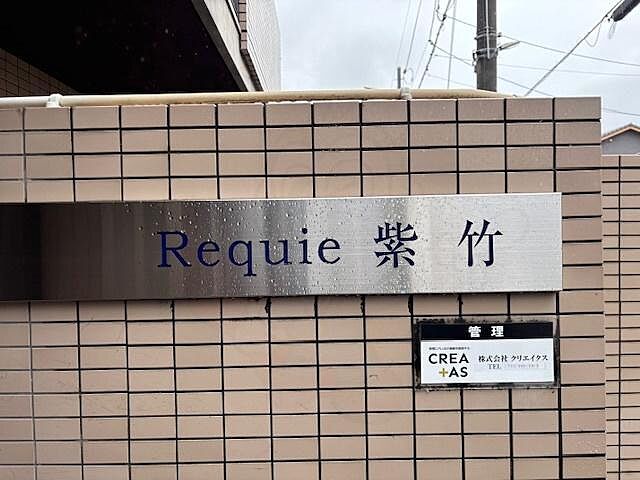 Requie 紫竹
管理
CREA
+AS
株式会社 クリエイクス
TEL